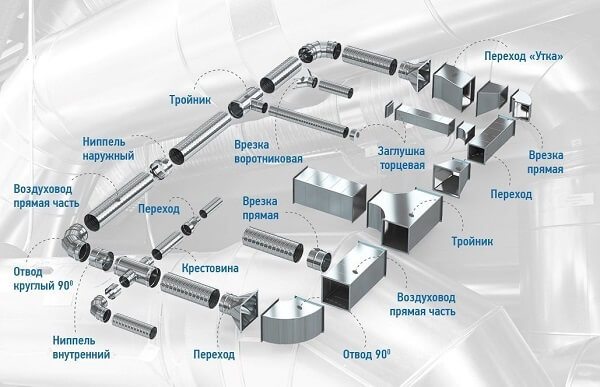 Переход «Утка»
Тройник
Ниппель
наружный
Врезка
воротниковая
Заглушка
торцевая
Врезка
прямая
Воздуховод
прямая часть
Переход
Врезка
прямая
Переход
Тройник
Отвод
круглый 90⁰
Крестовина
Воздуховод
прямая часть
Ниппель
внутренний
Переход
Отвод 90⁰